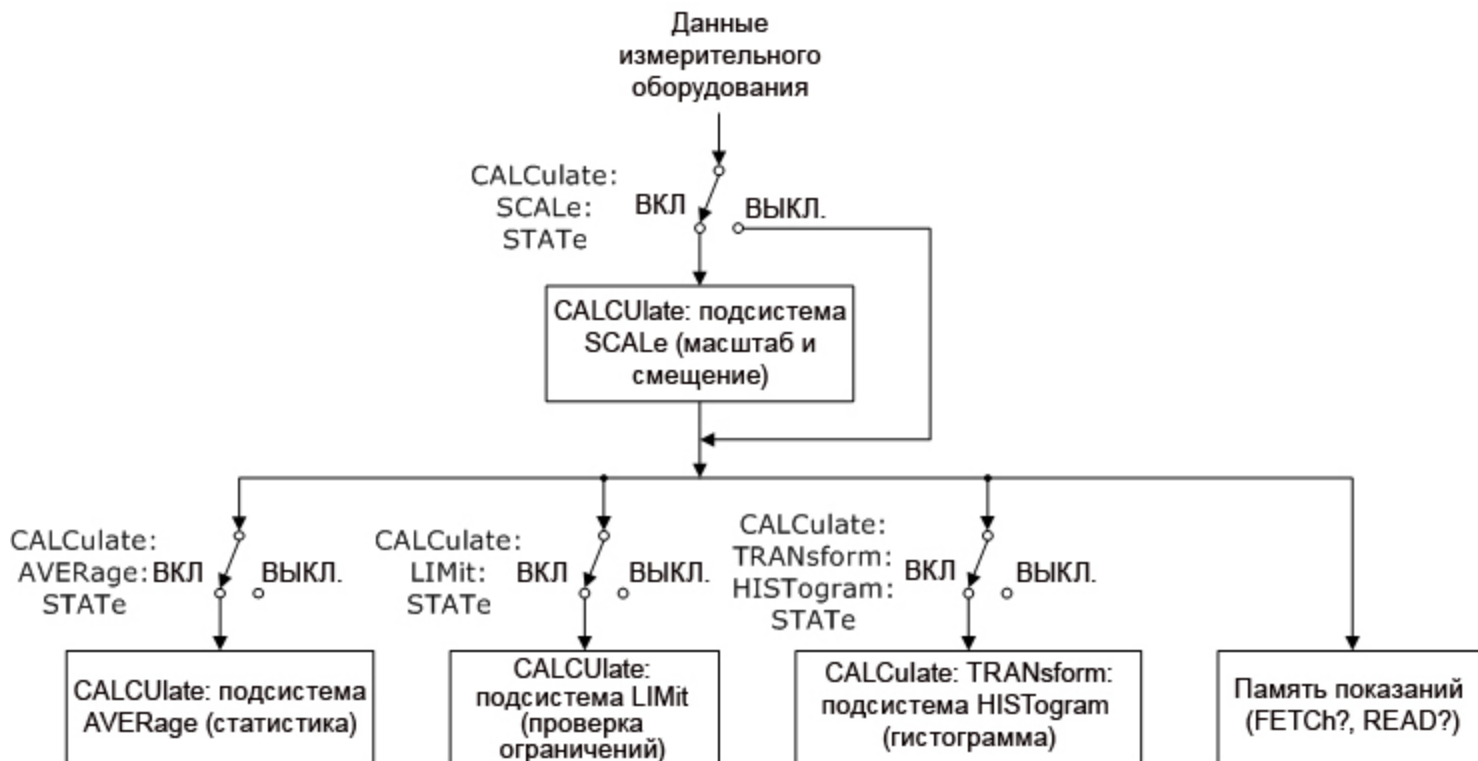 Данные
измерительного
оборудования
CALCulate:
SCALe:
STATe
ВКЛ
ВЫКЛ.
CALCUlate: подсистема
SCALe (масштаб и
смещение)
CALCulate:
AVERage:
STATe
ВКЛ
ВЫКЛ.
CALCulate:
LIMit:
STATe
ВКЛ
ВЫКЛ.
CALCulate:
TRANsform:
HISTogram:
STATe
ВКЛ
ВЫКЛ.
CALCUlate: подсистема
AVERage (статистика)
CALCUlate:
подсистема LIMit
(проверка
ограничений)
CALCulate: TRANsform:
подсистема HISTogram
(гистограмма)
Память показаний
(FETCh?, READ?)